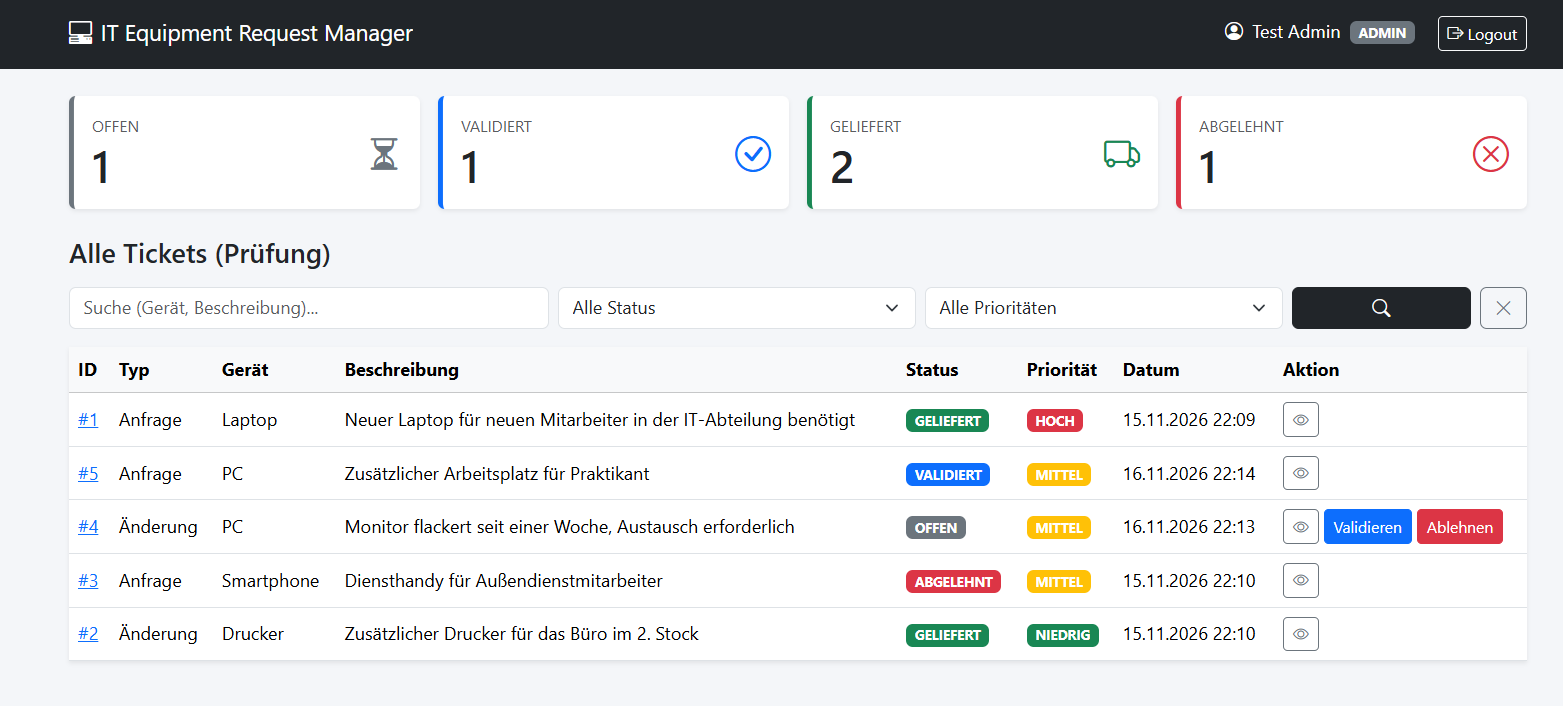 IT Equipment Request Manager Test Admin ADMIN Logout
OFFEN VALIDIERT GELIEFERT ABGELEHNT
1 1 2 1
Alle Tickets (Prüfung)
Suche (Gerät, Beschreibung)... Alle Status Alle Prioritäten
ID Typ Gerät Beschreibung Status Priorität Datum Aktion
#1 Anfrage Laptop Neuer Laptop für neuen Mitarbeiter in der IT-Abteilung benötigt GELIEFERT HOCH 15.11.2026 22:09
#5 Anfrage PC Zusätzlicher Arbeitsplatz für Praktikant VALIDIERT MITTEL 16.11.2026 22:14
#4 Änderung PC Monitor flackert seit einer Woche, Austausch erforderlich OFFEN MITTEL 16.11.2026 22:13 Validieren Ablehnen
#3 Anfrage Smartphone Diensthandy für Außendienstmitarbeiter ABGELEHNT MITTEL 15.11.2026 22:10
#2 Änderung Drucker Zusätzlicher Drucker für das Büro im 2. Stock GELIEFERT NIEDRIG 15.11.2026 22:10